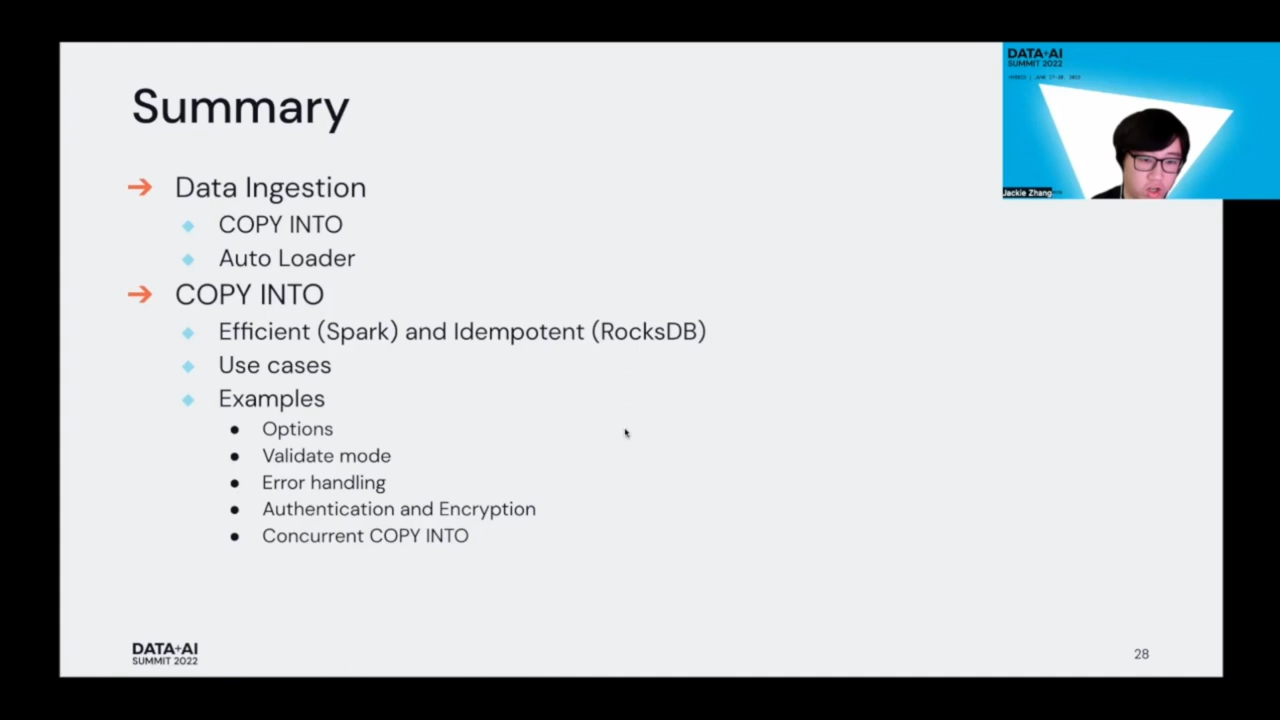 Summary
Data Ingestion
COPY INTO
Auto Loader
COPY INTO
Efficient (Spark) and Idempotent (RocksDB)
Use cases
Examples
Options
Validate mode
Error handling
Authentication and Encryption
Concurrent COPY INTO
DATA+AI
SUMMIT 2022
28
DATA+AI
SUMMIT 2022
Jackie Zhang